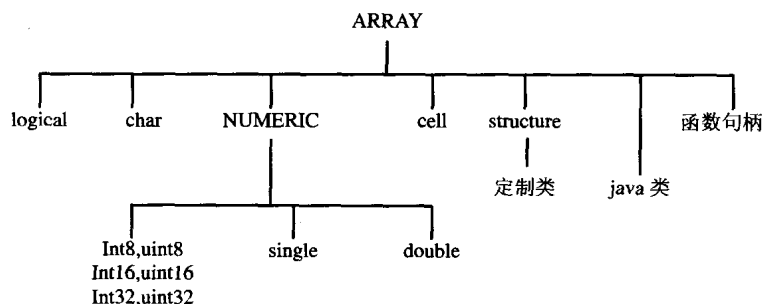 ARRAY
logical char NUMERIC cell structure 函数句柄
定制类 java 类
Int8,uint8 single double
Int16,uint16
Int32,uint32